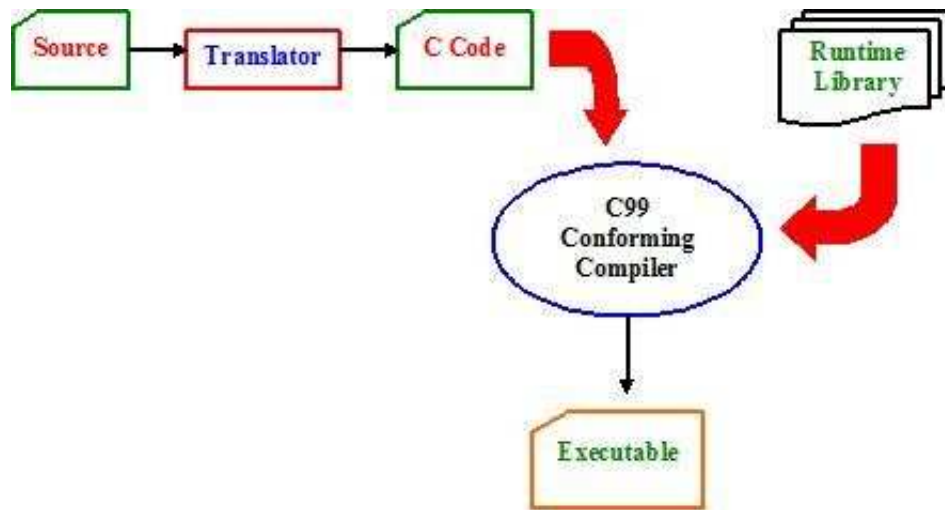 Source
Translator
C Code
Runtime
Library
C99
Conforming
Compiler
Executable